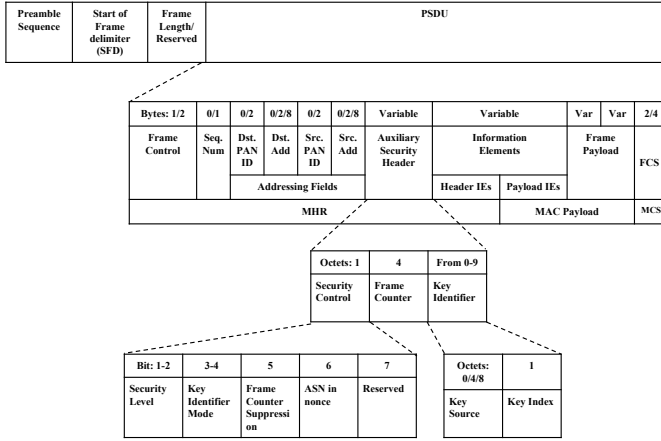 Preamble Sequence
Start of Frame delimiter (SFD)
Frame Length/ Reserved
PSDU
Bytes: 1/2
0/1
0/2
0/2/8
0/2
0/2/8
Variable
Variable
Var
Var
2/4
Frame Control
Seq. Num
Dst. PAN ID
Dst. Add
Src. PAN ID
Src. Add
Auxiliary Security Header
Information Elements
Frame Payload
FCS
Addressing Fields
Header IEs
Payload IEs
MHR
MAC Payload
MCS
Octets: 1
4
From 0-9
Security Control
Frame Counter
Key Identifier
Bit: 1-2
3-4
5
6
7
Security Level
Key Identifier Mode
Frame Counter Suppressi on
ASN in nonce
Reserved
Octets: 0/4/8
1
Key Source
Key Index